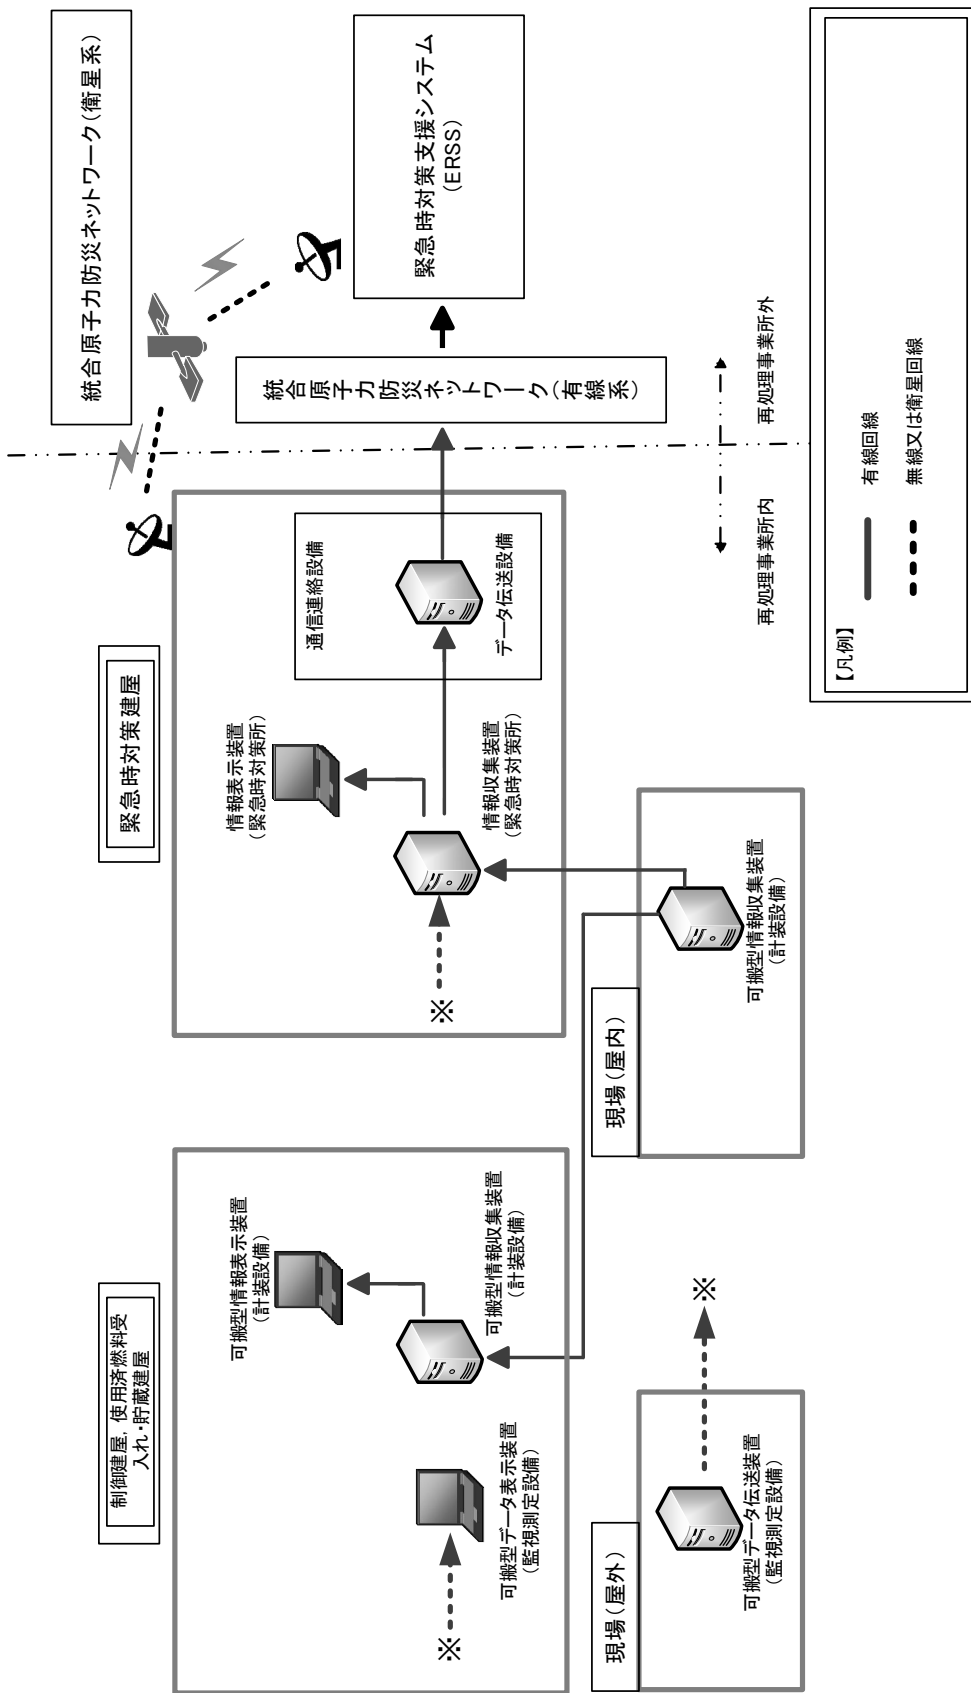 制御建屋，使用済燃料受
入れ・貯蔵建屋
可搬型情報表示装置
（計装設備）
可搬型情報収集装置
（計装設備）
※
可搬型データ表示装置
（監視測定設備）
現場（屋外）
可搬型データ伝送装置
（監視測定設備）
※
緊急時対策建屋
情報表示装置
（緊急時対策所）
※
情報収集装置
（緊急時対策所）
通信連絡設備
データ伝送設備
現場（屋内）
可搬型情報収集装置
（計装設備）
統合原子力防災ネットワーク（衛星系）
統合原子力防災ネットワーク（有線系）
緊急時対策支援システム
（ERSS）
再処理事業所内
再処理事業所外
【凡例】
有線回線
無線又は衛星回線